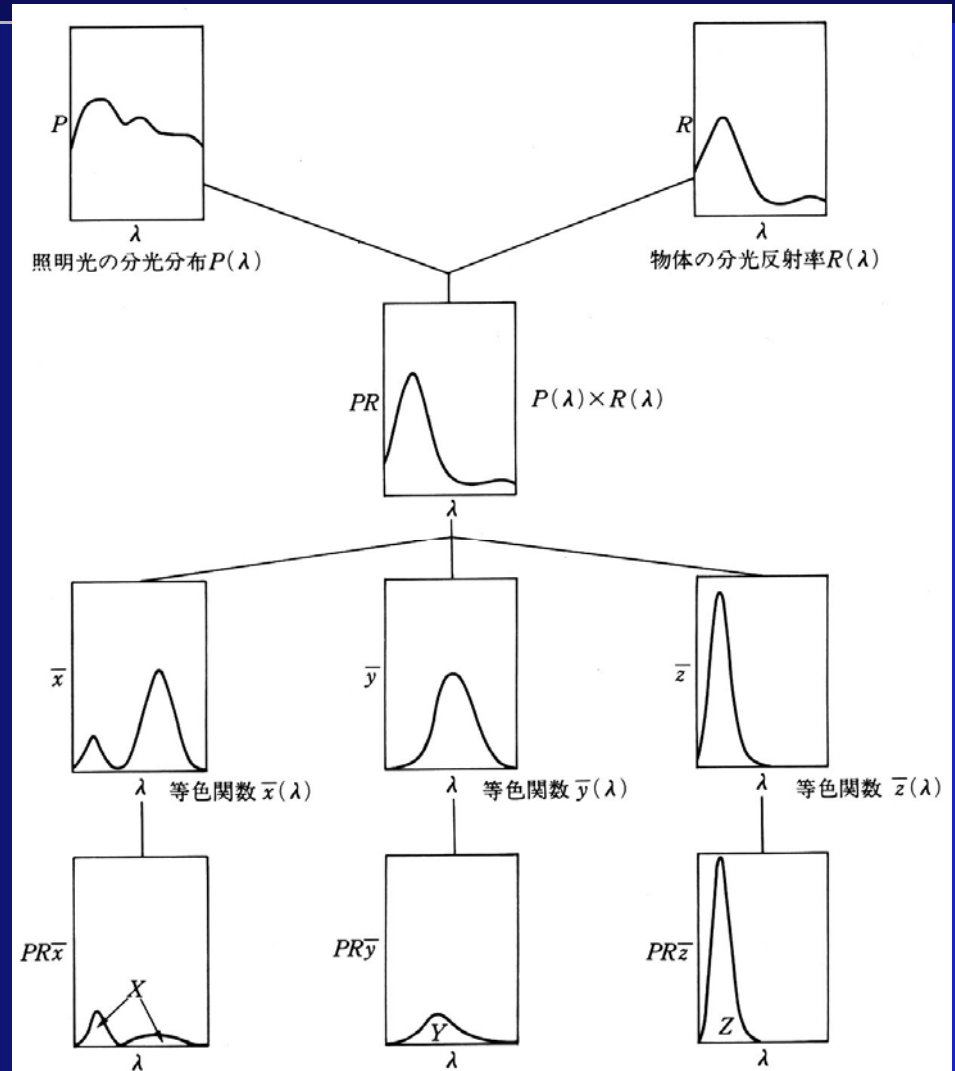 P
λ
照明光の分光分布P(λ)
R
λ
物体の分光反射率R(λ)
PR
λ
P(λ)×R(λ)
x̅
λ
等色関数 x̅(λ)
y̅
λ
等色関数 y̅(λ)
z̅
λ
等色関数 z̅(λ)
PRx̅
X
λ
PRy̅
Y
λ
PRz̅
Z
λ